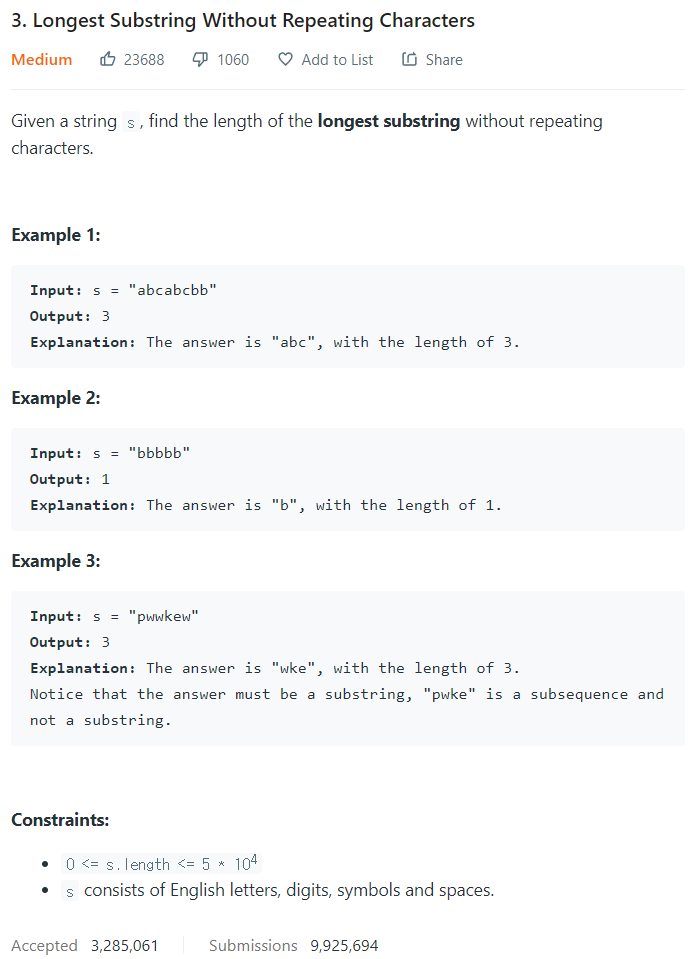 3. Longest Substring Without Repeating Characters
Medium 23688 1060 Add to List Share
Given a string s, find the length of the longest substring without repeating
characters.
Example 1:
Input: s = "abcabcbb"
Output: 3
Explanation: The answer is "abc", with the length of 3.
Example 2:
Input: s = "bbbbb"
Output: 1
Explanation: The answer is "b", with the length of 1.
Example 3:
Input: s = "pwwkew"
Output: 3
Explanation: The answer is "wke", with the length of 3.
Notice that the answer must be a substring, "pwke" is a subsequence and
not a substring.
Constraints:
• 0 <= s.length <= 5 * 10⁴
• s consists of English letters, digits, symbols and spaces.
Accepted 3,285,061 Submissions 9,925,694